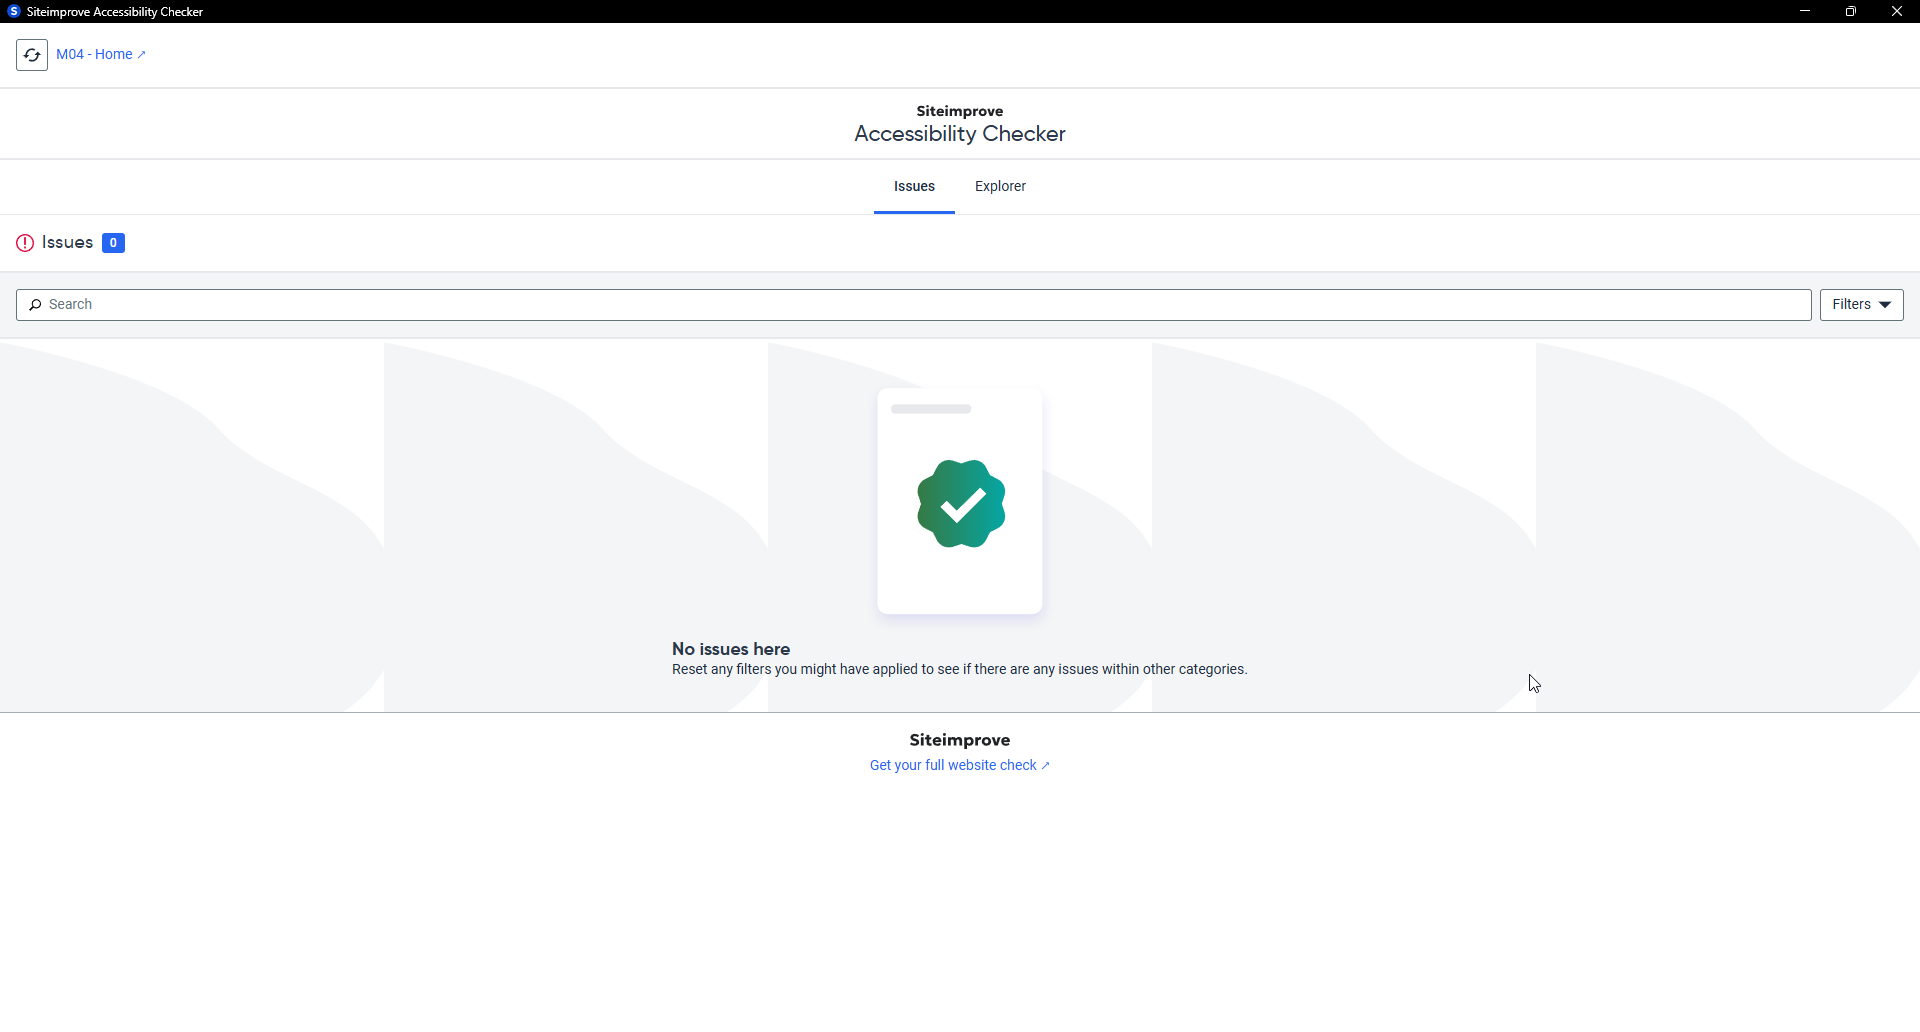 Siteimprove Accessibility Checker
M04 - Home
Siteimprove
Accessibility Checker
Issues Explorer
Issues 0
Search Filters
No issues here
Reset any filters you might have applied to see if there are any issues within other categories.
Siteimprove
Get your full website check